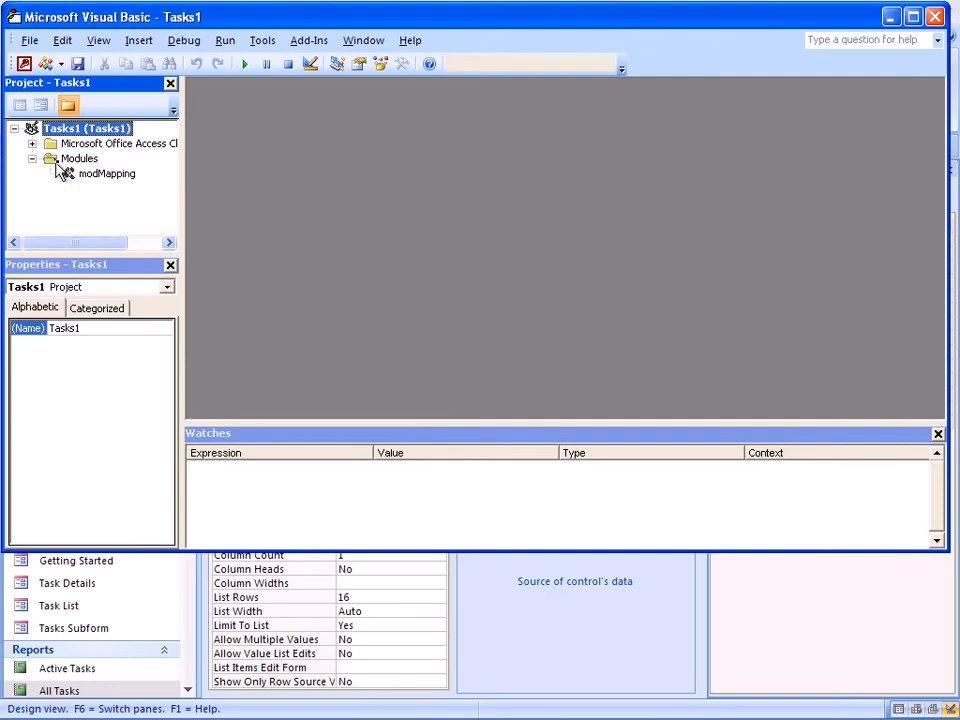 Microsoft Visual Basic - Tasks1
File Edit View Insert Debug Run Tools Add-Ins Window Help
Type a question for help
Project - Tasks1
Tasks1 (Tasks1)
Microsoft Office Access Cl
Modules
modMapping
Properties - Tasks1
Tasks1 Project
Alphabetic Categorized
(Name) Tasks1
Watches
Expression Value Type Context
Getting Started
Task Details
Task List
Tasks Subform
Reports
Active Tasks
All Tasks
Column Count 1
Column Heads No
Column Widths
List Rows 16
List Width Auto
Limit To List Yes
Allow Multiple Values No
Allow Value List Edits No
List Items Edit Form
Show Only Row Source V No
Source of control's data
Design view. F6 = Switch panes. F1 = Help.